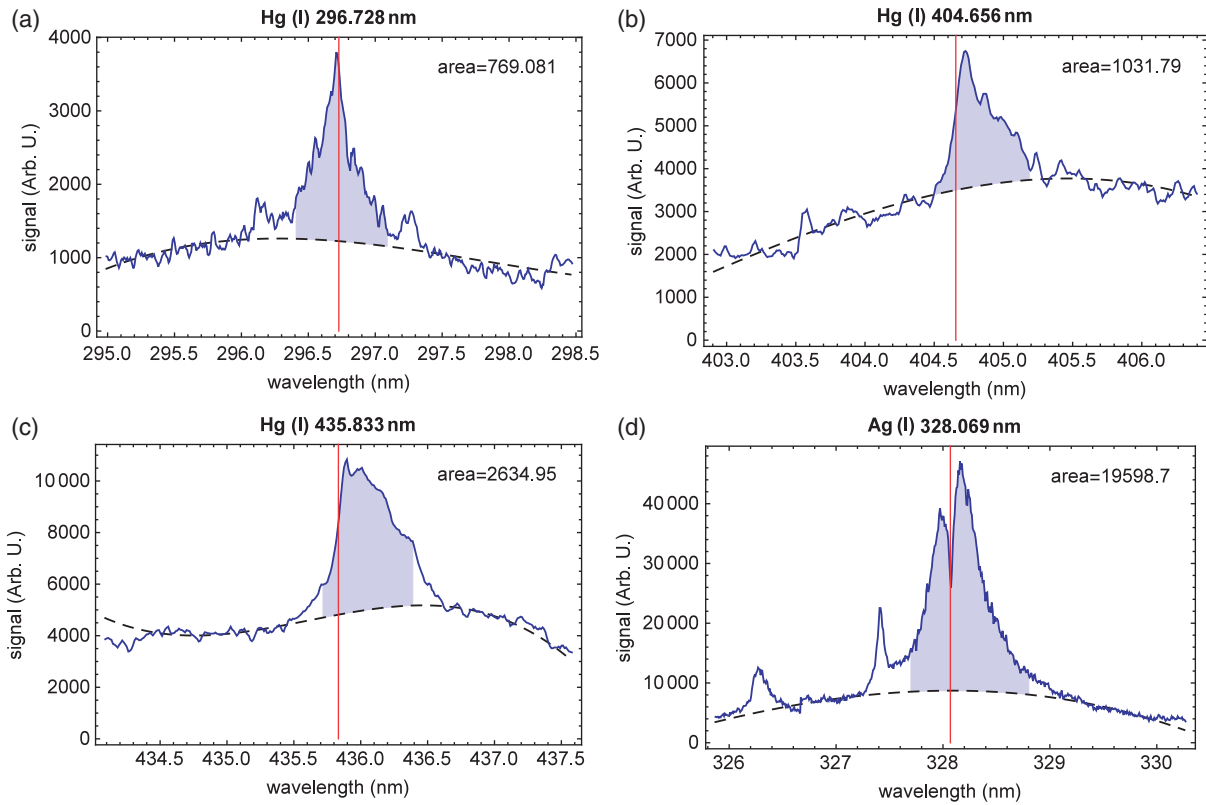 (a)
Hg (I) 296.728 nm
area=769.081
4000
3000
2000
1000
0
signal (Arb. U.)
295.0 295.5 296.0 296.5 297.0 297.5 298.0 298.5
wavelength (nm)
(b)
Hg (I) 404.656 nm
area=1031.79
7000
6000
5000
4000
3000
2000
1000
0
signal (Arb. U.)
403.0 403.5 404.0 404.5 405.0 405.5 406.0
wavelength (nm)
(c)
Hg (I) 435.833 nm
area=2634.95
10 000
8000
6000
4000
2000
0
signal (Arb. U.)
434.5 435.0 435.5 436.0 436.5 437.0 437.5
wavelength (nm)
(d)
Ag (I) 328.069 nm
area=19598.7
40 000
30 000
20 000
10 000
0
signal (Arb. U.)
326 327 328 329 330
wavelength (nm)